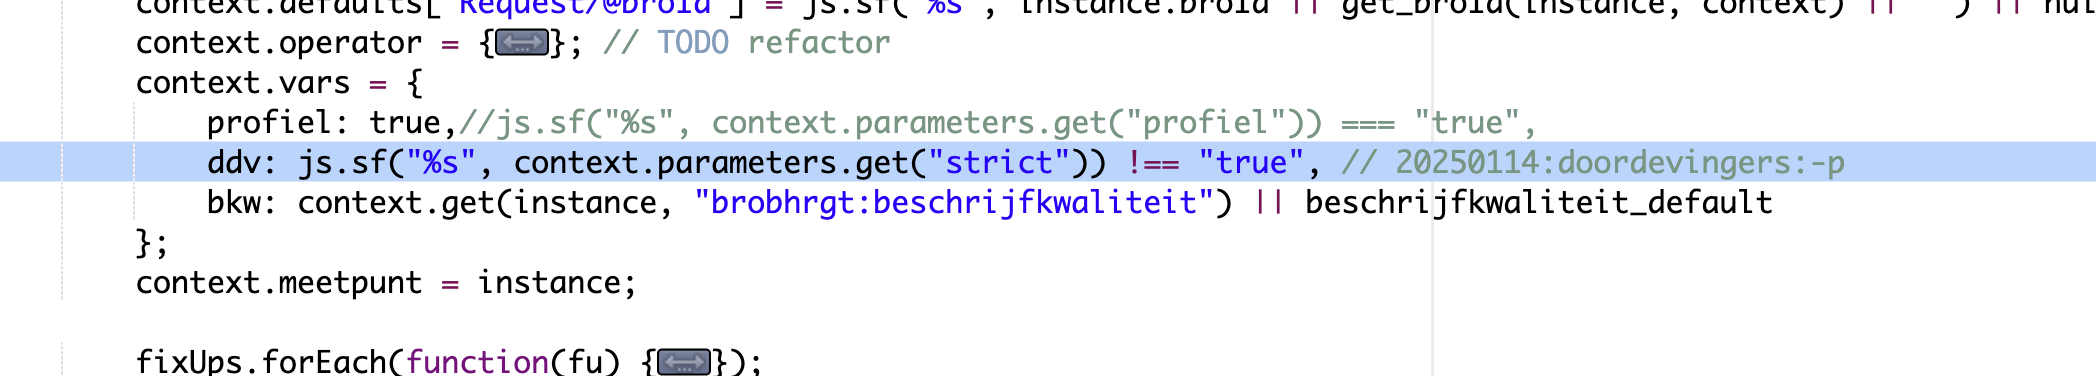 context.defaults["Request/@broId"] = js.sf("%s", instance.broId || get_broId(instance, context) || "") || nul
context.operator = {...}; // TODO refactor
context.vars = {
profiel: true,//js.sf("%s", context.parameters.get("profiel")) === "true",
ddv: js.sf("%s", context.parameters.get("strict")) !== "true", // 20250114:doordevingers:-p
bkw: context.get(instance, "brobhrgt:beschrijfkwaliteit") || beschrijfkwaliteit_default
};
context.meetpunt = instance;
fixUps.forEach(function(fu) {...});